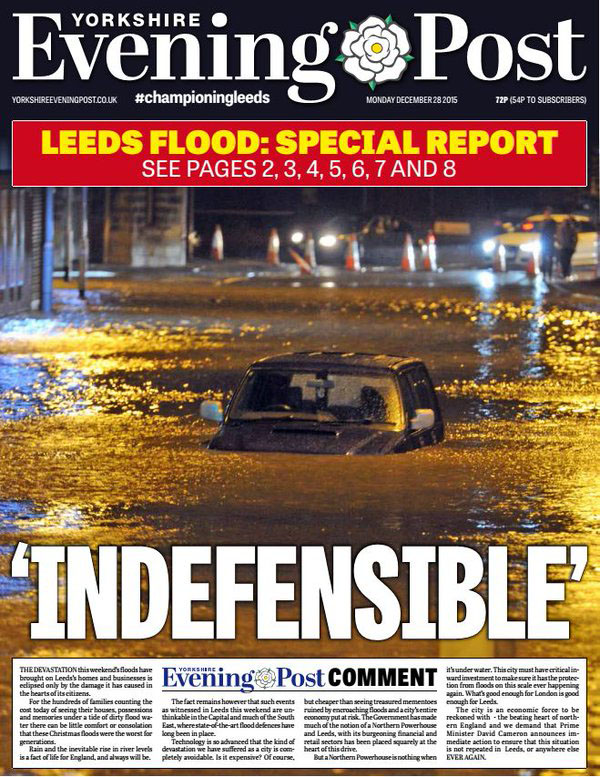 YORKSHIRE
Evening Post
YORKSHIREEVENINGPOST.CO.UK
#championingleeds
MONDAY DECEMBER 28 2015
72P (54P TO SUBSCRIBERS)
LEEDS FLOOD: SPECIAL REPORT
SEE PAGES 2, 3, 4, 5, 6, 7 AND 8
‘INDEFENSIBLE’
YORKSHIRE
Evening Post COMMENT
THE DEVASTATION this weekend's floods have
brought on Leeds's homes and businesses is
eclipsed only by the damage it has caused in
the hearts of its citizens.
For the hundreds of families counting the
cost today of seeing their houses, possessions
and memories under a tide of dirty flood wa-
ter there can be little comfort or consolation
that these Christmas floods were the worst for
generations.
Rain and the inevitable rise in river levels
is a fact of life for England, and always will be.
The fact remains however that such events
as witnessed in Leeds this weekend are un-
thinkable in the Capital and much of the South
East, where state-of-the-art flood defences have
long been in place.
Technology is so advanced that the kind of
devastation we have suffered as a city is com-
pletely avoidable. Is it expensive? Of course,
but cheaper than seeing treasured mementoes
ruined by encroaching floods and a city's entire
economy put at risk. The Government has made
much of the notion of a Northern Powerhouse
and Leeds, with its burgeoning financial and
retail sectors has been placed squarely at the
heart of this drive.
But a Northern Powerhouse is nothing when
it's under water. This city must have critical in-
ward investment to make sure it has the protec-
tion from floods on this scale ever happening
again. What's good enough for London is good
enough for Leeds.
The city is an economic force to be
reckoned with - the beating heart of north-
ern England and we demand that Prime
Minister David Cameron announces im-
mediate action to ensure that this situation
is not repeated in Leeds, or anywhere else
EVER AGAIN.